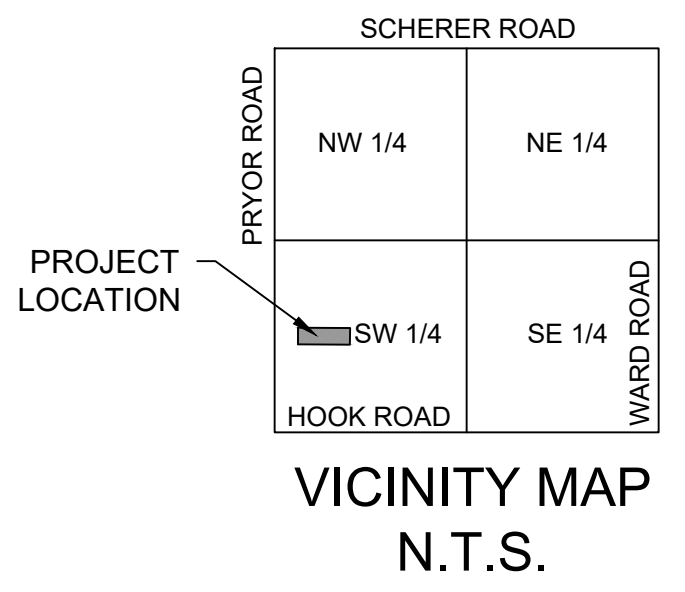 SCHERER ROAD
PRYOR ROAD
NW 1/4
NE 1/4
PROJECT
LOCATION
SW 1/4
SE 1/4
WARD ROAD
HOOK ROAD
VICINITY MAP
N.T.S.